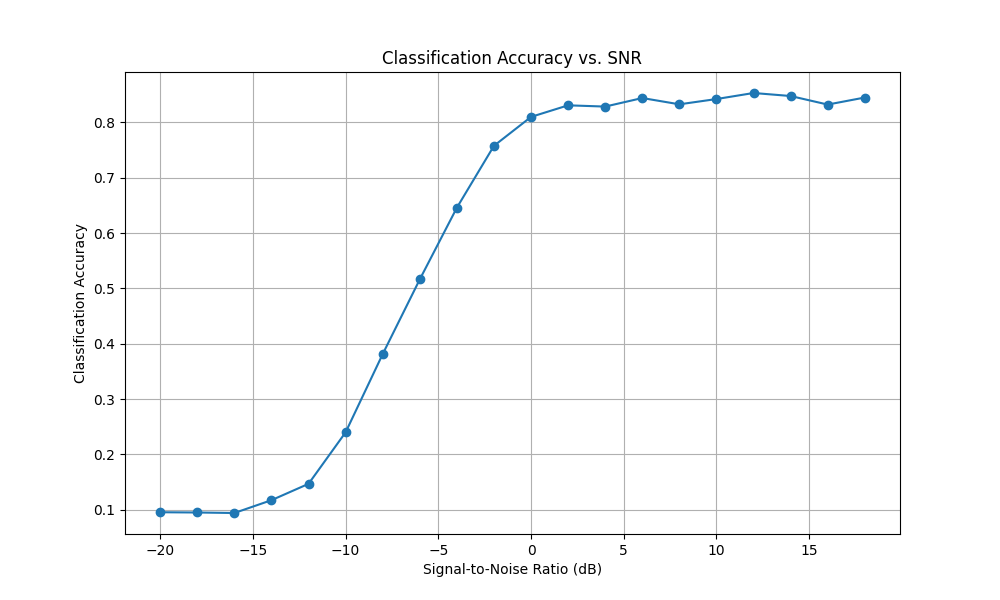 Classification Accuracy vs. SNR
0.8
0.7
0.6
0.5
0.4
0.3
0.2
0.1
Classification Accuracy
−20 −15 −10 −5 0 5 10 15
Signal-to-Noise Ratio (dB)